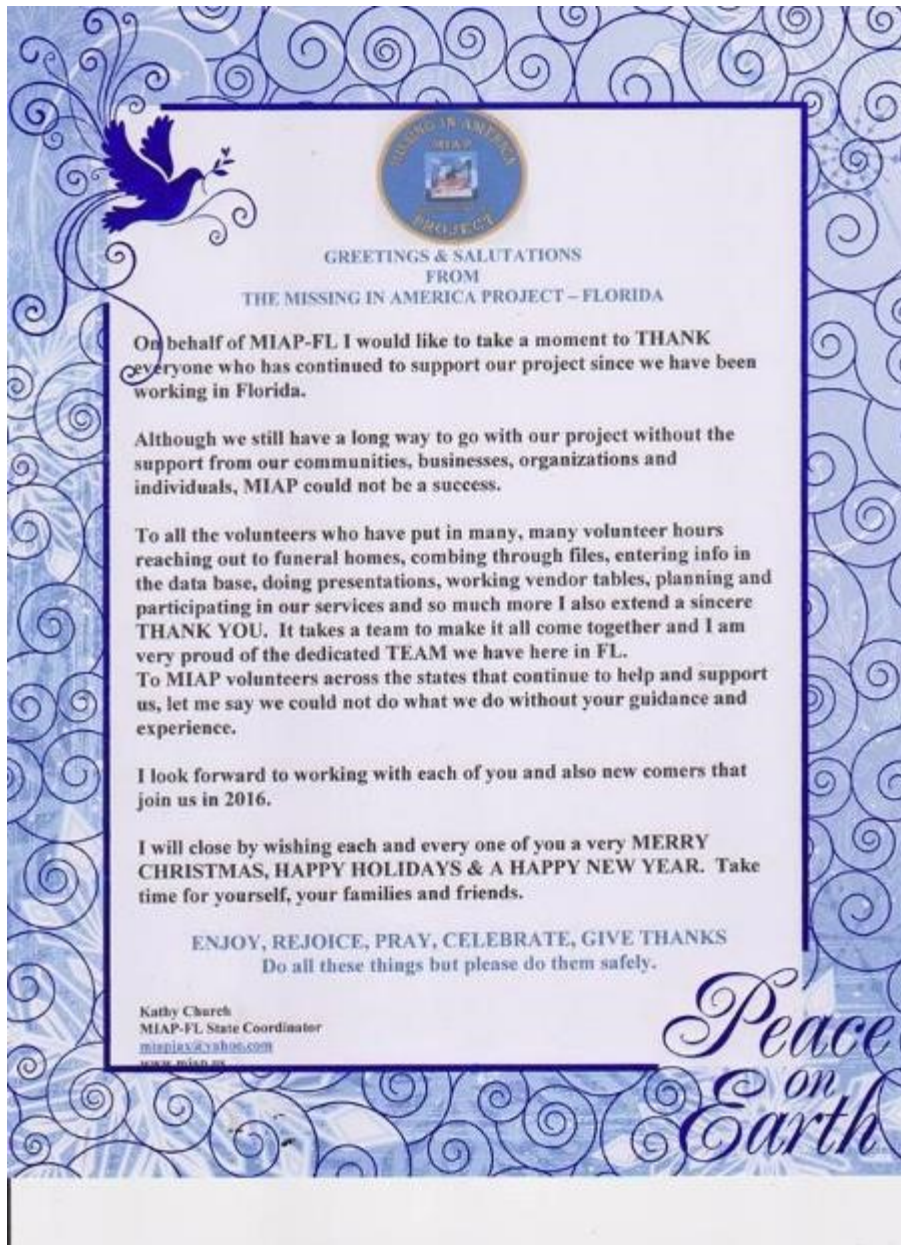 MISSING IN AMERICA
MIAP
PROJECT
GREETINGS & SALUTATIONS
FROM
THE MISSING IN AMERICA PROJECT – FLORIDA
On behalf of MIAP-FL I would like to take a moment to THANK
everyone who has continued to support our project since we have been
working in Florida.
Although we still have a long way to go with our project without the
support from our communities, businesses, organizations and
individuals, MIAP could not be a success.
To all the volunteers who have put in many, many volunteer hours
reaching out to funeral homes, combing through files, entering info in
the data base, doing presentations, working vendor tables, planning and
participating in our services and so much more I also extend a sincere
THANK YOU. It takes a team to make it all come together and I am
very proud of the dedicated TEAM we have here in FL.
To MIAP volunteers across the states that continue to help and support
us, let me say we could not do what we do without your guidance and
experience.
I look forward to working with each of you and also new comers that
join us in 2016.
I will close by wishing each and every one of you a very MERRY
CHRISTMAS, HAPPY HOLIDAYS & A HAPPY NEW YEAR. Take
time for yourself, your families and friends.
ENJOY, REJOICE, PRAY, CELEBRATE, GIVE THANKS
Do all these things but please do them safely.
Kathy Church
MIAP-FL State Coordinator
miapjax@yahoo.com
www.miap.us
Peace
on
Earth